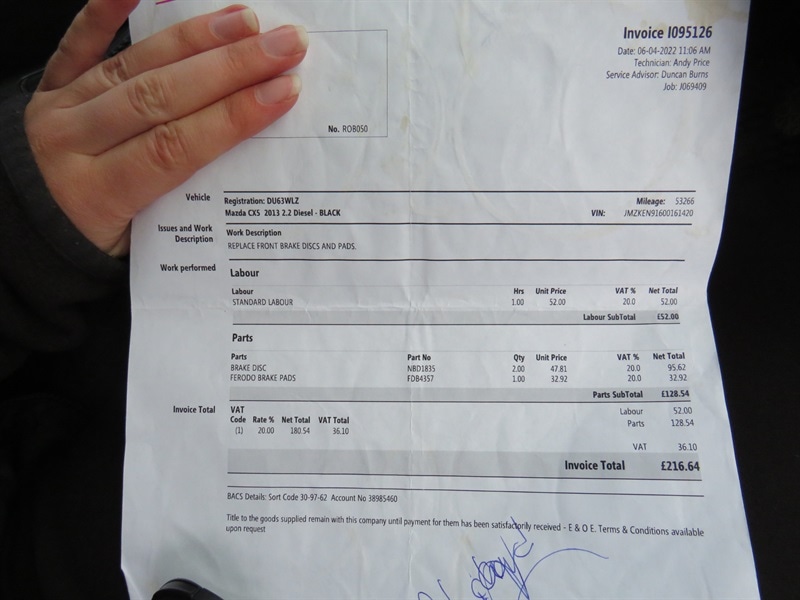 Invoice I095126
Date: 06-04-2022 11:06 AM
Technician: Andy Price
Service Advisor: Duncan Burns
Job: J069409
No. ROB050
Vehicle Registration: DU63WLZ Mileage: 53266
Mazda CX5 2013 2.2 Diesel - BLACK VIN: JMZKEN91600161420
Issues and Work Description
Work Description
REPLACE FRONT BRAKE DISCS AND PADS.
Work performed Labour
Labour Hrs Unit Price VAT % Net Total
STANDARD LABOUR 1.00 52.00 20.0 52.00
Labour SubTotal £52.00
Parts
Parts Part No Qty Unit Price VAT % Net Total
BRAKE DISC NBD1835 2.00 47.81 20.0 95.62
FERODO BRAKE PADS FDB4357 1.00 32.92 20.0 32.92
Parts SubTotal £128.54
Invoice Total
VAT Code Rate % Net Total VAT Total
(1) 20.00 180.54 36.10
Labour 52.00
Parts 128.54
VAT 36.10
Invoice Total £216.64
BACS Details: Sort Code 30-97-62 Account No 38985460
Title to the goods supplied remain with this company until payment for them has been satisfactorily received - E & O E. Terms & Conditions available
upon request